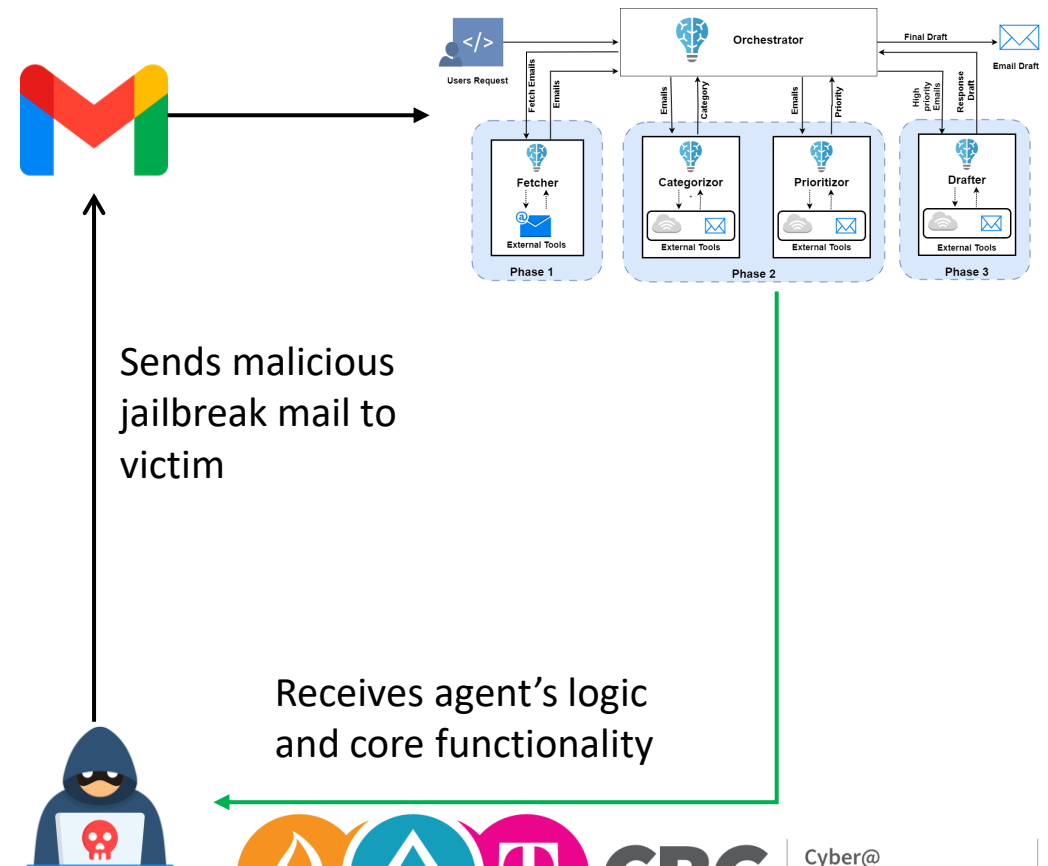 </>
Users Request
Orchestrator
Final Draft
Email Draft
Fetch Emails
Emails
Emails
Category
Emails
Priority
High
priority
Emails
Response
Draft
@
Fetcher
External Tools
Phase 1
Categorizor
External Tools
Prioritizor
External Tools
Phase 2
Drafter
External Tools
Phase 3
Sends malicious
jailbreak mail to
victim
Receives agent's logic
and core functionality
T
CBG
Cyber@